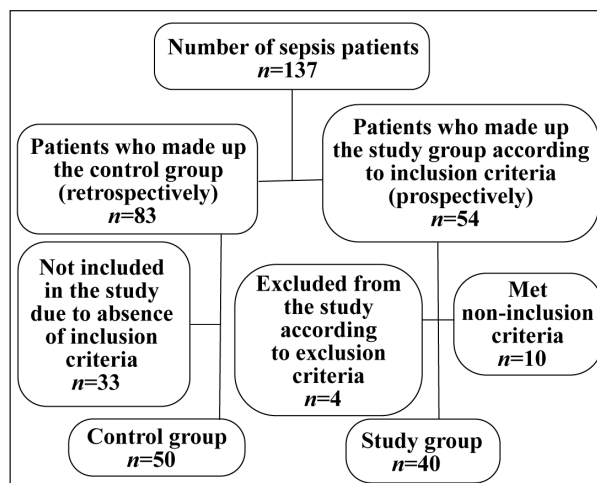 Number of sepsis patients
n=137
Patients who made up
the control group
(retrospectively)
n=83
Patients who made up
the study group according
to inclusion criteria
(prospectively)
n=54
Not included
in the study
due to absence
of inclusion
criteria
n=33
Excluded from
the study
according
to exclusion
criteria
n=4
Met
non-inclusion
criteria
n=10
Control group
n=50
Study group
n=40